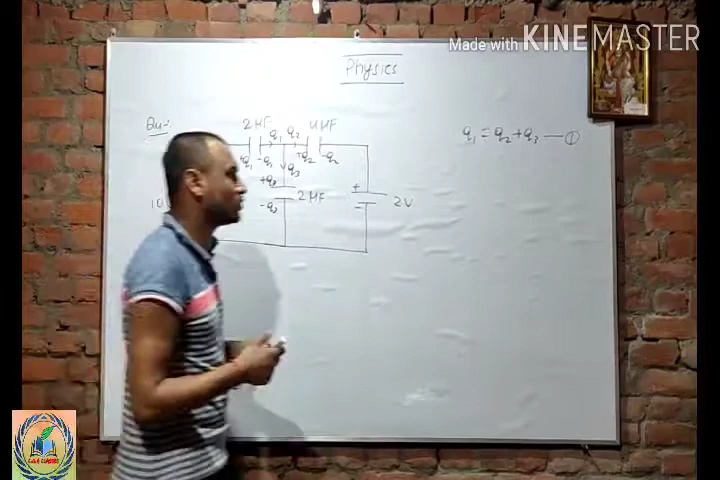 Made with KINEMASTER
Physics
Qu-:
2 μF 4 μF
q₁ q₂
+q₁ -q₁ +q₂ -q₂
q₃
+q₃
-q₃ 2 μF
10
+
-
2V
q₁ = q₂ + q₃ — ①